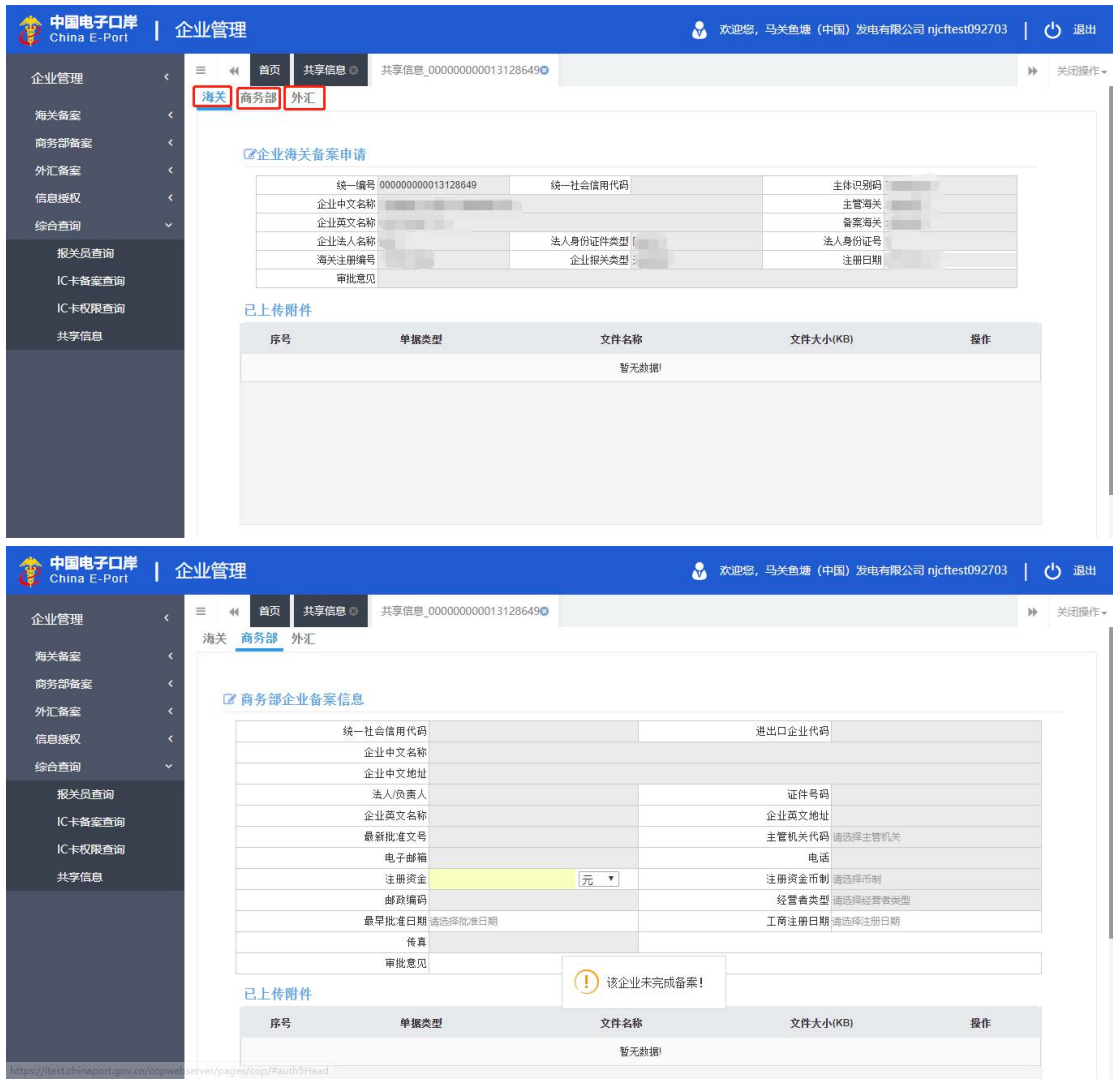 中国电子口岸
China E-Port
企业管理
欢迎您，马关鱼塘（中国）发电有限公司 njcftest092703
退出
企业管理
首页 共享信息 共享信息_000000000013128649 关闭操作
海关 商务部 外汇
海关备案
商务部备案
外汇备案
信息授权
综合查询
报关员查询
IC卡备案查询
IC卡权限查询
共享信息
企业海关备案申请
统一编号 000000000013128649 统一社会信用代码 主体识别码
企业中文名称 主管海关
企业英文名称 备案海关
企业法人名称 法人身份证件类型 法人身份证号
海关注册编号 企业报关类型 注册日期
审批意见
已上传附件
序号 单据类型 文件名称 文件大小(KB) 操作
暂无数据!
中国电子口岸
China E-Port
企业管理
欢迎您，马关鱼塘（中国）发电有限公司 njcftest092703
退出
企业管理
首页 共享信息 共享信息_000000000013128649 关闭操作
海关 商务部 外汇
海关备案
商务部备案
外汇备案
信息授权
综合查询
报关员查询
IC卡备案查询
IC卡权限查询
共享信息
商务部企业备案信息
统一社会信用代码 进出口企业代码
企业中文名称
企业中文地址
法人/负责人 证件号码
企业英文名称 企业英文地址
最新批准文号 主管机关代码 请选择主管机关
电子邮箱 电话
注册资金 元 注册资金币制 请选择币制
邮政编码 经营者类型 请选择经营者类型
最早批准日期 请选择批准日期 工商注册日期 请选择注册日期
传真
审批意见
该企业未完成备案!
已上传附件
序号 单据类型 文件名称 文件大小(KB) 操作
暂无数据!
https://itest.chinaport.gov.cn/copwebserver/pages/cop/#auth5Head